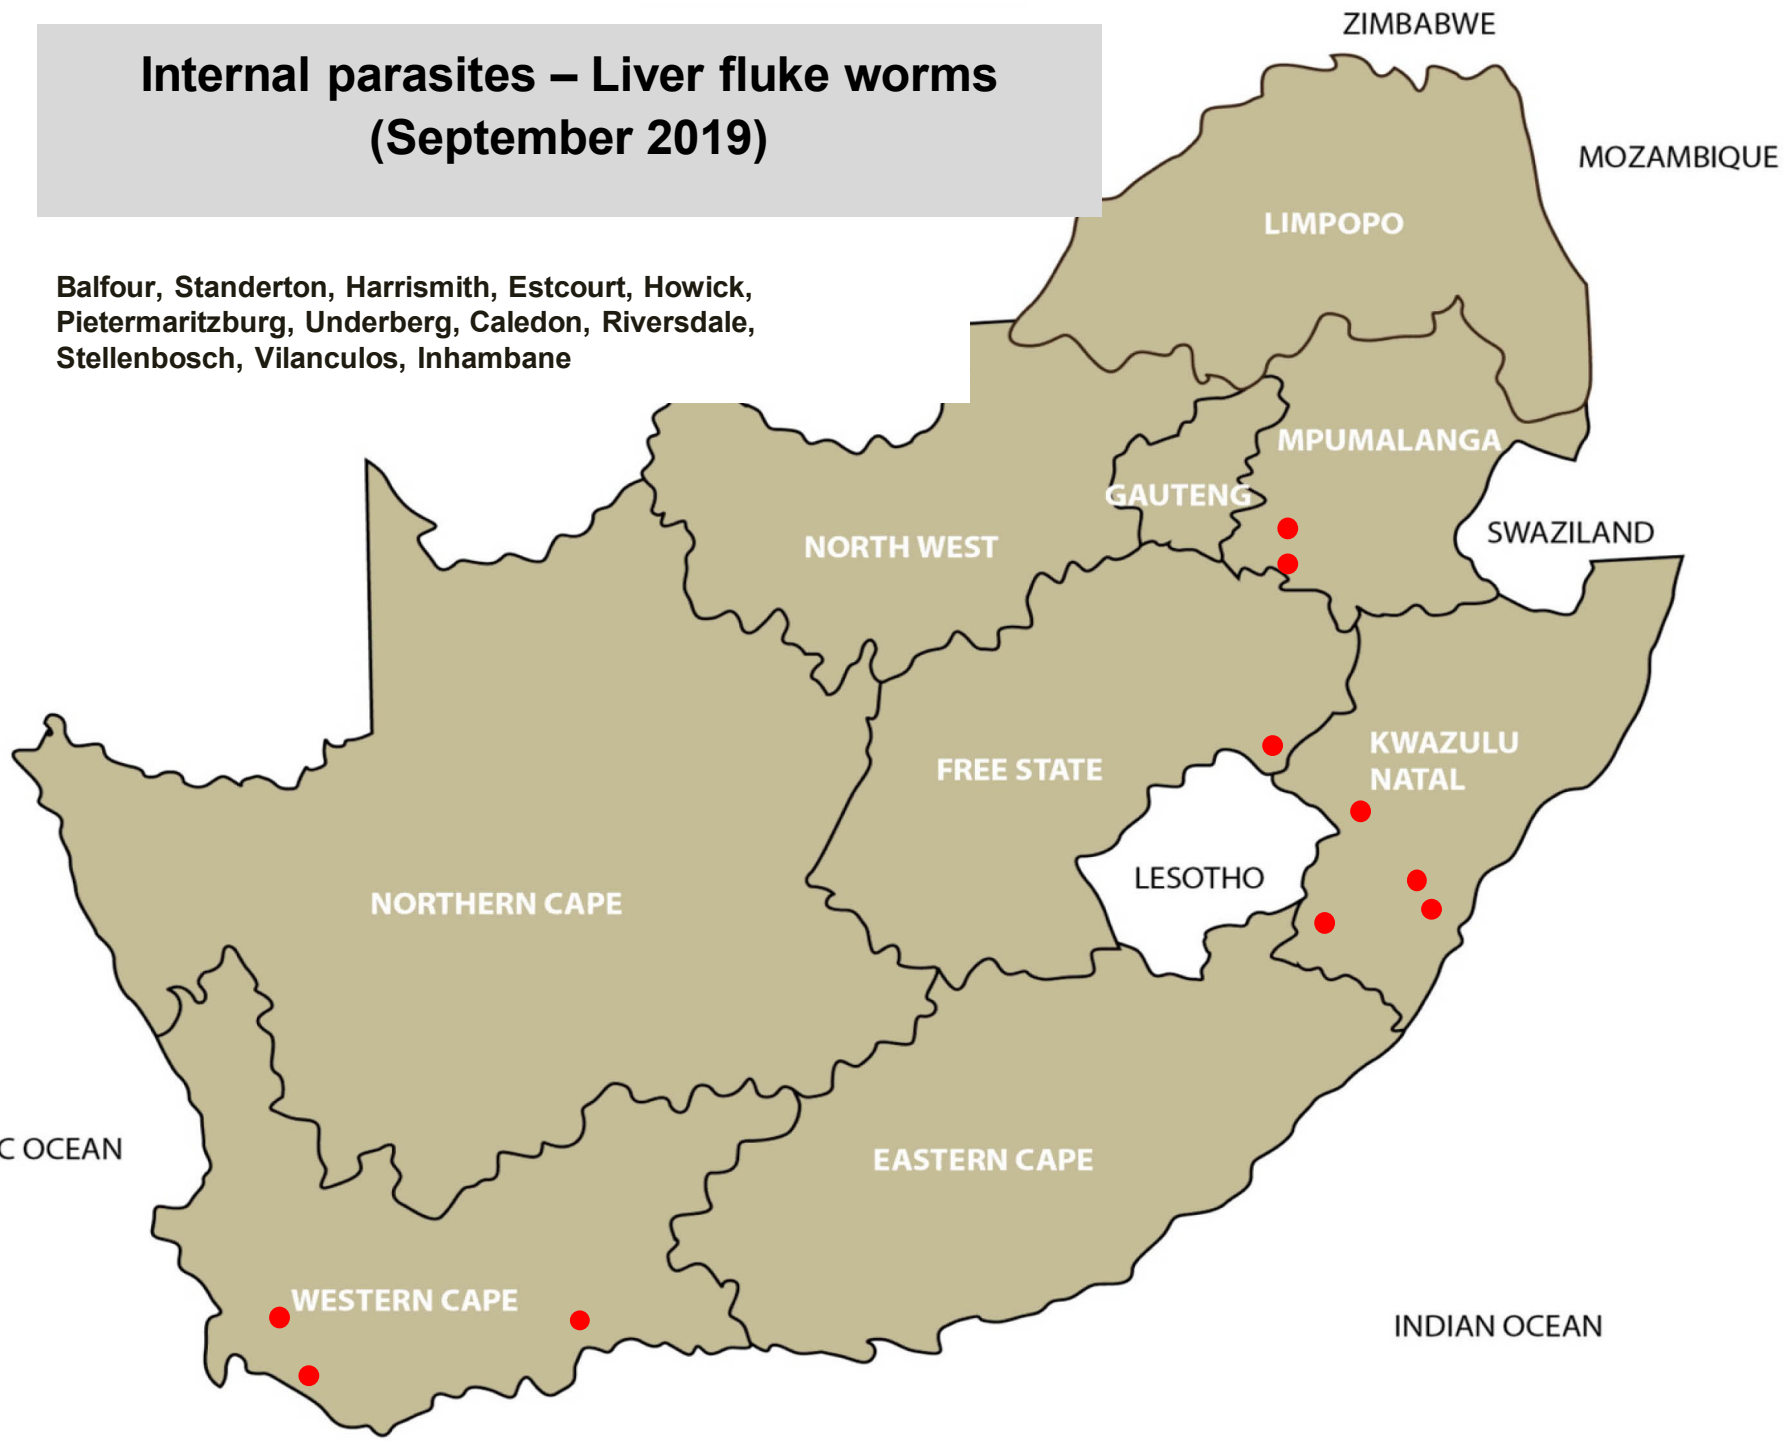 ZIMBABWE
Internal parasites – Liver fluke worms
(September 2019)
MOZAMBIQUE
LIMPOPO
Balfour, Standerton, Harrismith, Estcourt, Howick,
Pietermaritzburg, Underberg, Caledon, Riversdale,
Stellenbosch, Vilanculos, Inhambane
MPUMALANGA
GAUTENG
SWAZILAND
NORTH WEST
KWAZULU
NATAL
FREE STATE
LESOTHO
NORTHERN CAPE
C OCEAN
EASTERN CAPE
WESTERN CAPE
INDIAN OCEAN